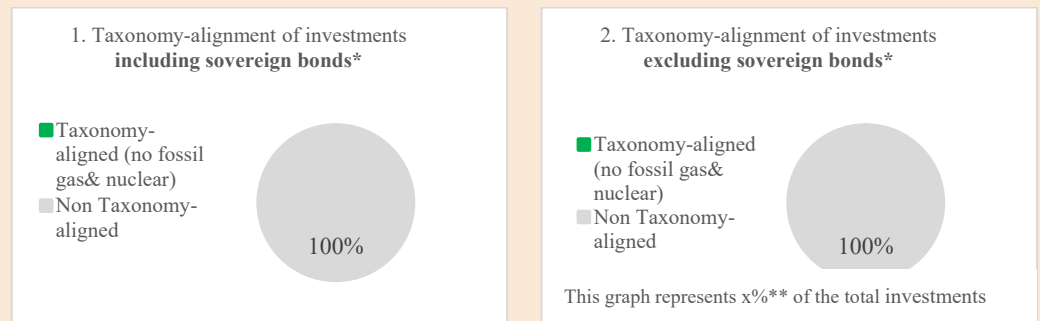 1. Taxonomy-alignment of investments
including sovereign bonds*
Taxonomy-
aligned (no fossil
gas& nuclear)
Non Taxonomy-
aligned
100%
2. Taxonomy-alignment of investments
excluding sovereign bonds*
Taxonomy-aligned
(no fossil gas&
nuclear)
Non Taxonomy-
aligned
100%
This graph represents x%** of the total investments